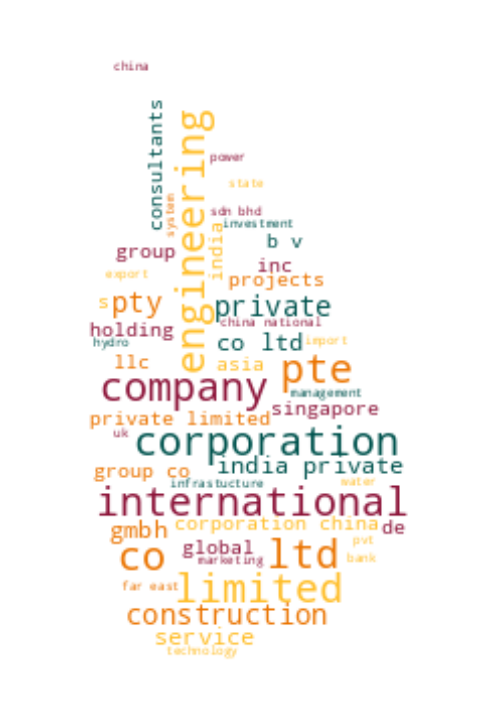 china
consultants
engineering
power
system
state
sdn bhd
investment
india
b v
group
inc
export
projects
s
pty
private
holding
china national
hydro
co ltd
import
llc
asia
pte
company
management
singapore
private limited
uk
corporation
group co
india private
infrastucture
water
international
corporation china
gmbh
de
co
global
ltd
pvt
marketing
bank
far east
limited
construction
service
technology